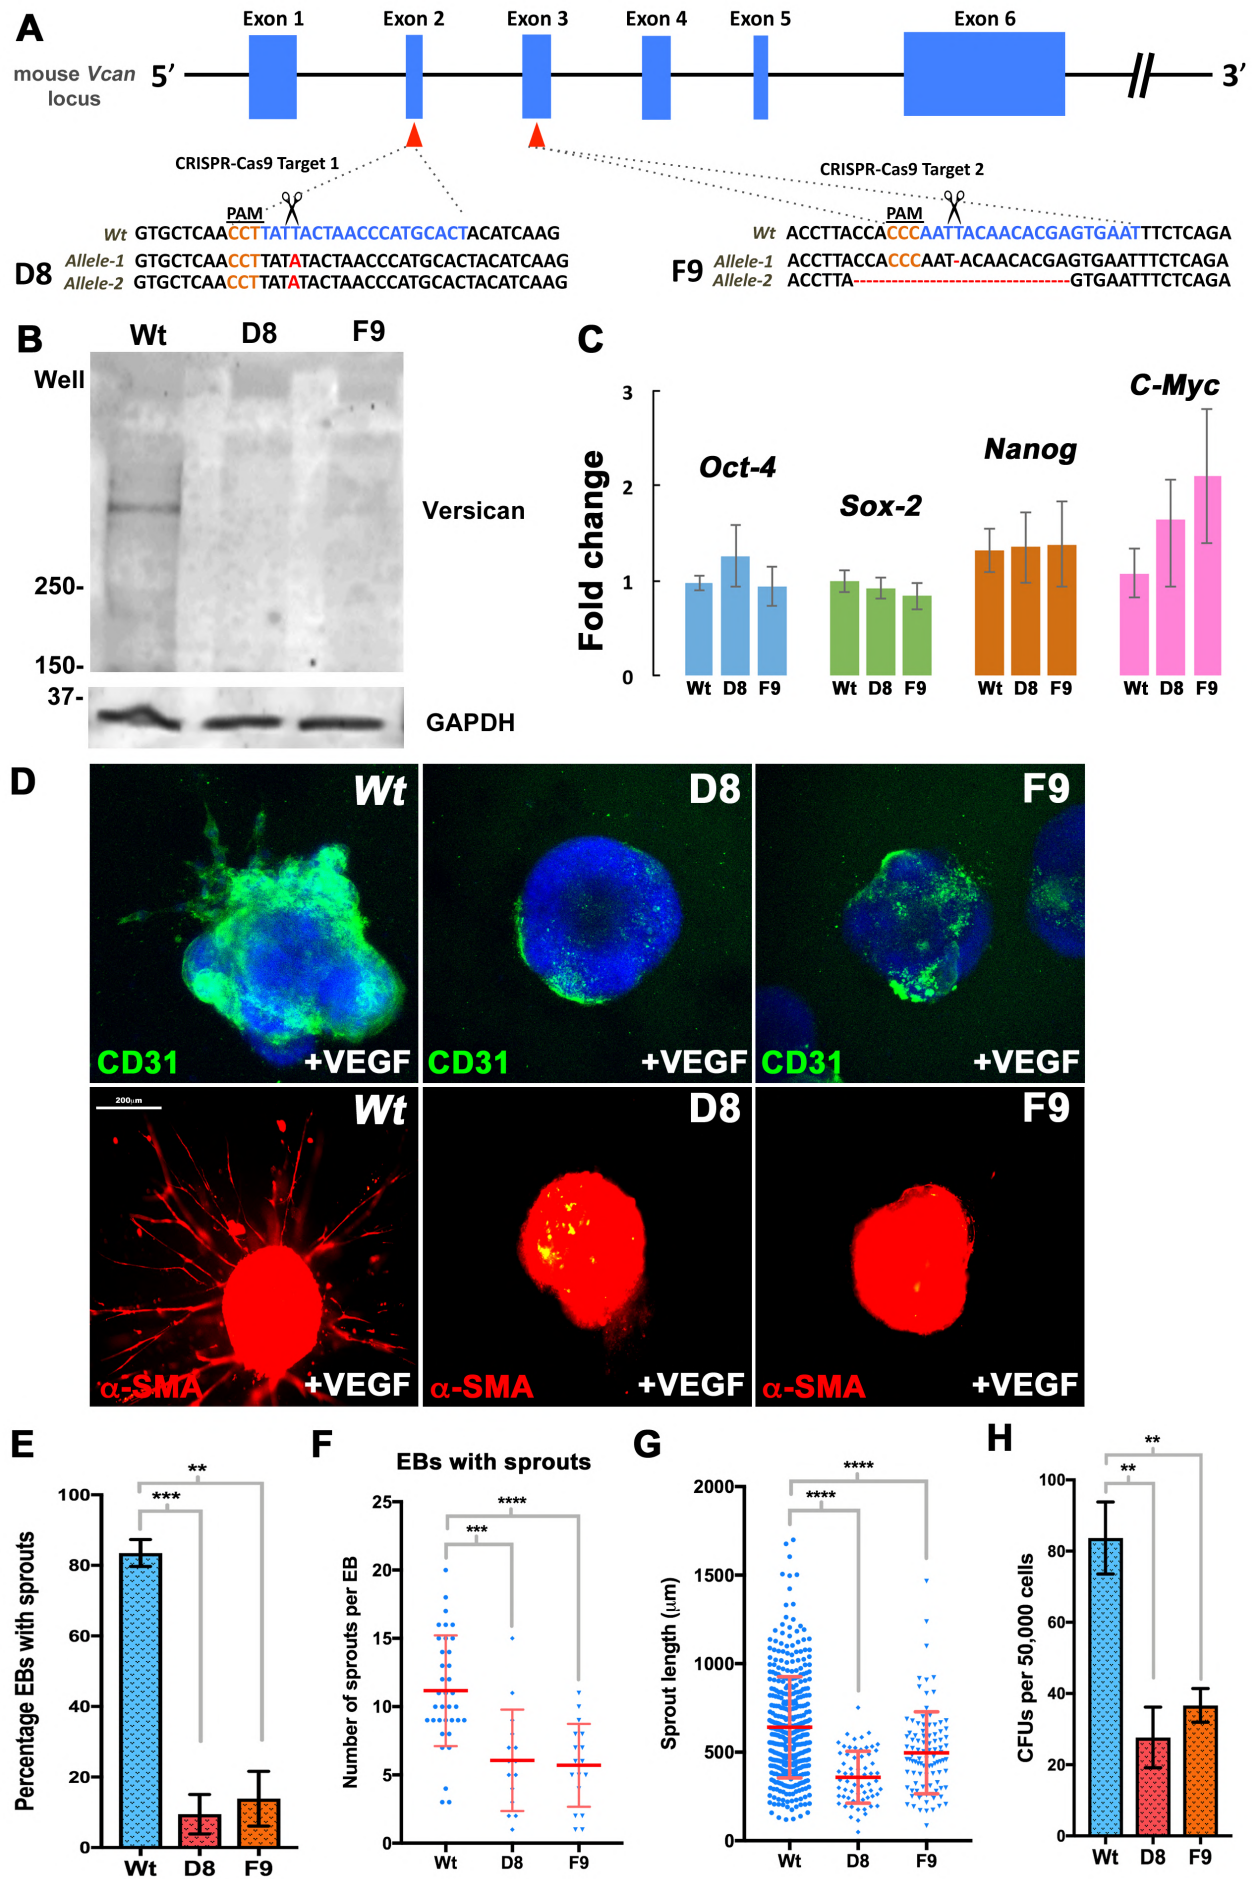 A
Exon 1 Exon 2 Exon 3 Exon 4 Exon 5 Exon 6
mouse Vcan locus 5’ 3’
CRISPR-Cas9 Target 1
PAM
Wt GTGCTCAACCTTATTACTAACCCATGCACTACATCAAG
D8
Allele-1 GTGCTCAACCTTATATACTAACCCATGCACTACATCAAG
Allele-2 GTGCTCAACCTTATATACTAACCCATGCACTACATCAAG
CRISPR-Cas9 Target 2
PAM
Wt ACCTTACCACCCAATTACAACACGAGTGAATTTCTCAGA
F9
Allele-1 ACCTTACCACCCAAT-ACAACACGAGTGAATTTCTCAGA
Allele-2 ACCTTA------------------------GTGAATTTCTCAGA
B
Wt D8 F9
Well
Versican
250-
150-
37-
GAPDH
C
Fold change
3
2
1
0
Oct-4
Sox-2
Nanog
C-Myc
Wt D8 F9 Wt D8 F9 Wt D8 F9 Wt D8 F9
D
Wt D8 F9
CD31 +VEGF CD31 +VEGF CD31 +VEGF
200μm
Wt D8 F9
α-SMA +VEGF α-SMA +VEGF α-SMA +VEGF
E
Percentage EBs with sprouts
100
80
60
40
20
0
**
***
Wt D8 F9
F
EBs with sprouts
Number of sprouts per EB
25
20
15
10
5
0
****
***
Wt D8 F9
G
Sprout length (μm)
2000
1500
1000
500
0
****
****
Wt D8 F9
H
CFUs per 50,000 cells
100
80
60
40
20
0
**
**
Wt D8 F9